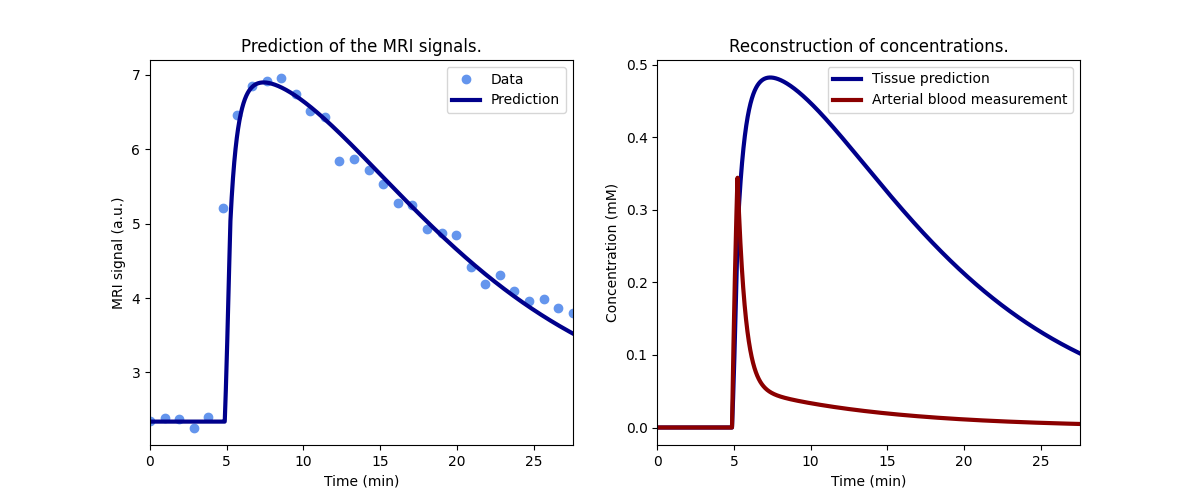 Prediction of the MRI signals.
MRI signal (a.u.)
7
6
5
4
3
0
5
10
15
20
25
Time (min)
Data
Prediction
Reconstruction of concentrations.
Concentration (mM)
0.5
0.4
0.3
0.2
0.1
0.0
0
5
10
15
20
25
Time (min)
Tissue prediction
Arterial blood measurement